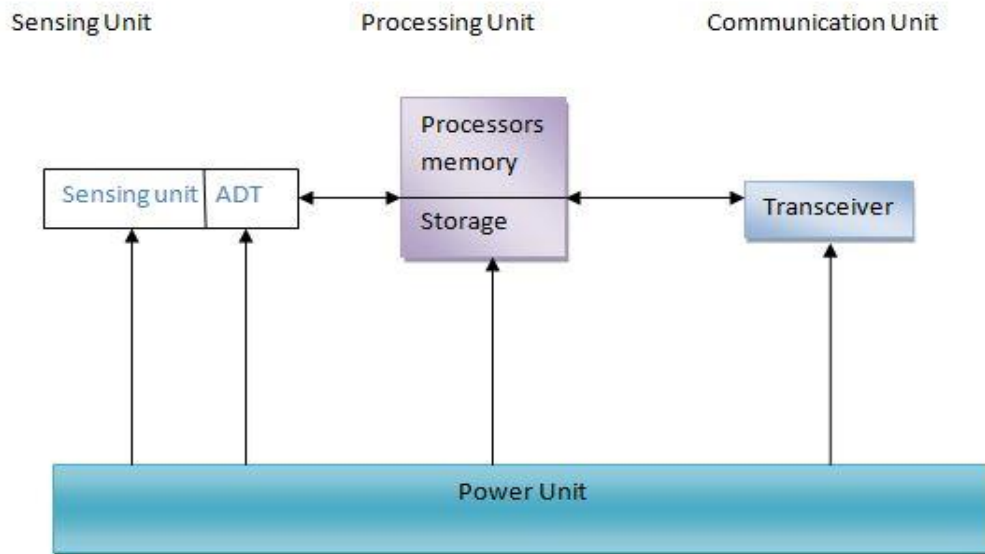 Sensing Unit
Processing Unit
Communication Unit
Processors
memory
Sensing unit
ADT
Storage
Transceiver
Power Unit